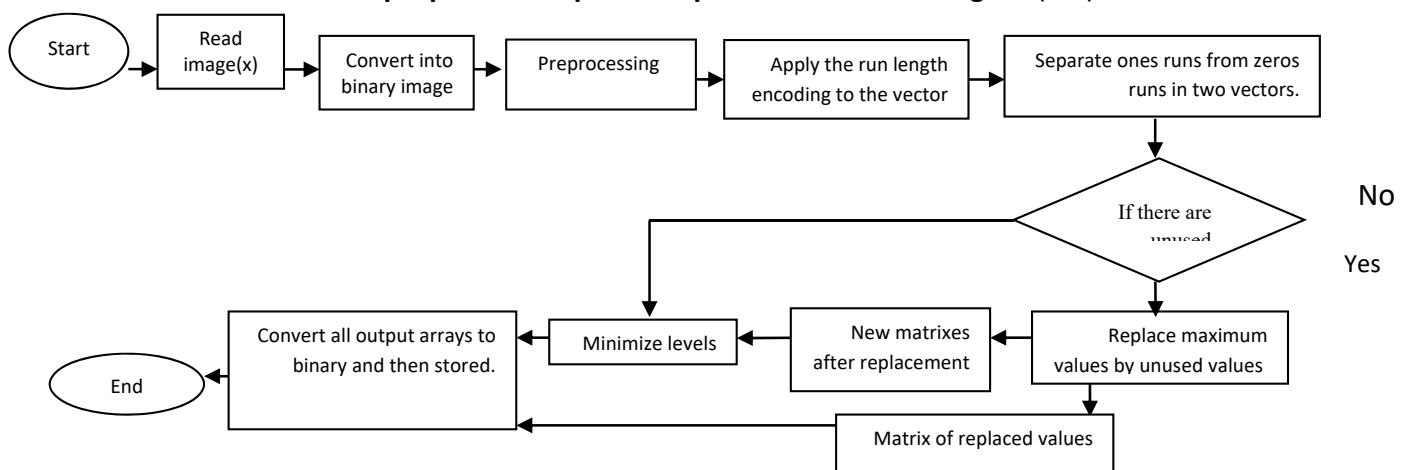 Start
Read
image(x)
Convert into
binary image
Preprocessing
Apply the run length
encoding to the vector
Separate ones runs from zeros
runs in two vectors.
No
If there are
unused
Yes
Replace maximum
values by unused values
New matrixes
after replacement
Minimize levels
Convert all output arrays to
binary and then stored.
End
Matrix of replaced values